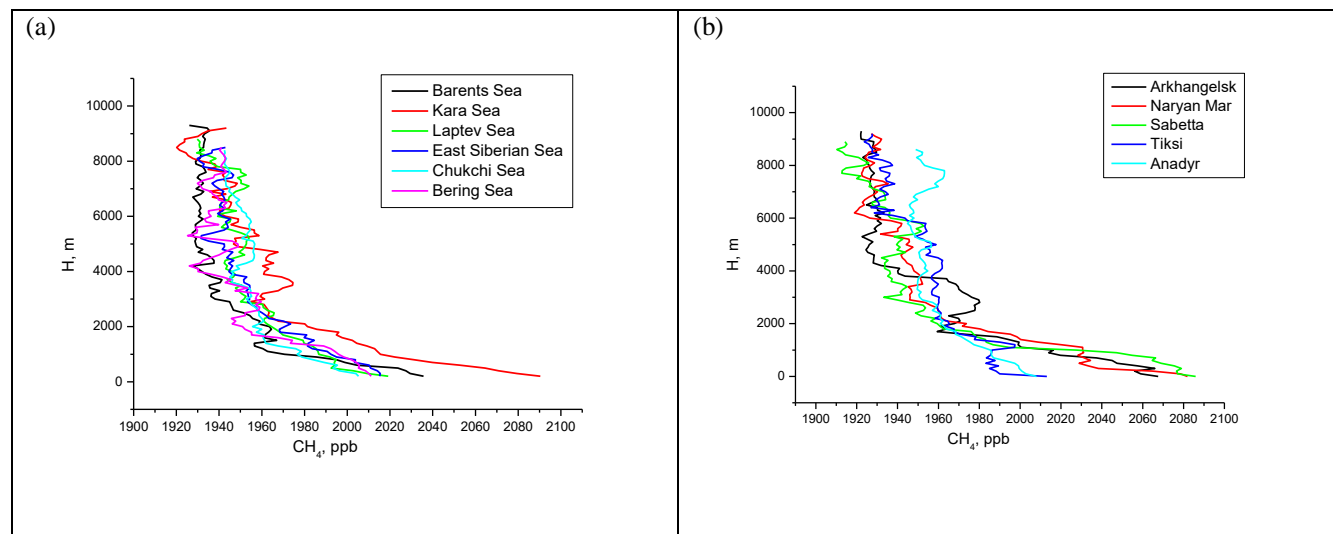 (a)
Barents Sea
Kara Sea
Laptev Sea
East Siberian Sea
Chukchi Sea
Bering Sea
10000
8000
6000
4000
2000
0
H, m
1900 1920 1940 1960 1980 2000 2020 2040 2060 2080 2100
CH₄, ppb
(b)
Arkhangelsk
Naryan Mar
Sabetta
Tiksi
Anadyr
10000
8000
6000
4000
2000
0
H, m
1900 1920 1940 1960 1980 2000 2020 2040 2060 2080 2100
CH₄, ppb